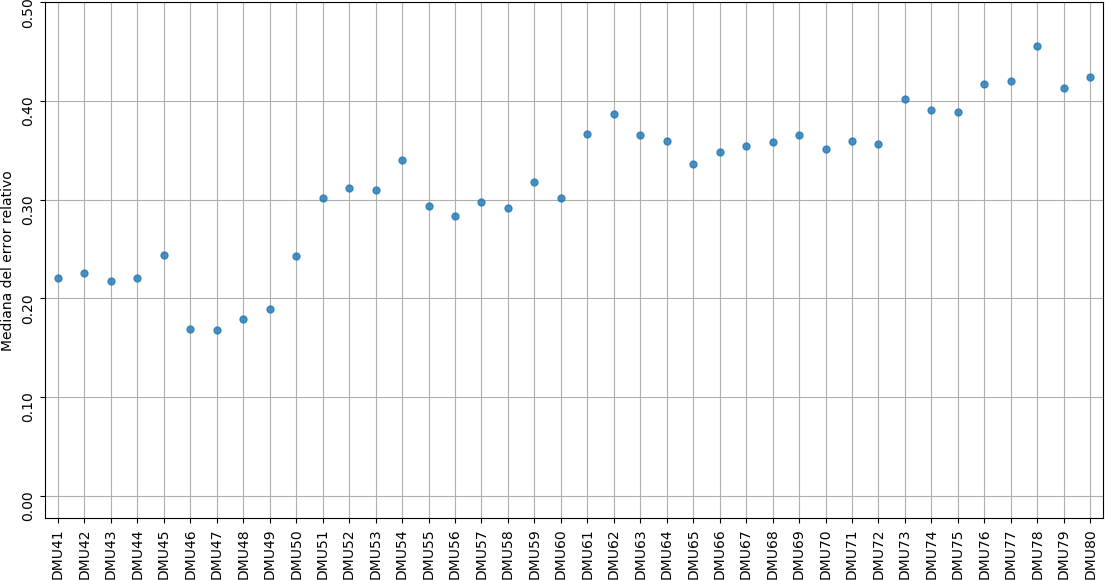 Mediana del error relativo
0.50
0.40
0.30
0.20
0.10
0.00
DMU41
DMU42
DMU43
DMU44
DMU45
DMU46
DMU47
DMU48
DMU49
DMU50
DMU51
DMU52
DMU53
DMU54
DMU55
DMU56
DMU57
DMU58
DMU59
DMU60
DMU61
DMU62
DMU63
DMU64
DMU65
DMU66
DMU67
DMU68
DMU69
DMU70
DMU71
DMU72
DMU73
DMU74
DMU75
DMU76
DMU77
DMU78
DMU79
DMU80